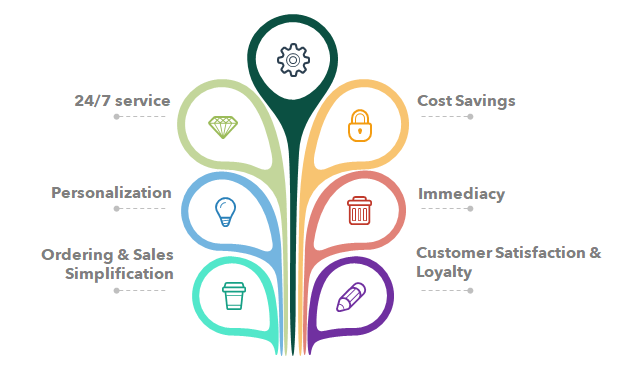 24/7 service
Cost Savings
Personalization
Immediacy
Ordering & Sales
Simplification
Customer Satisfaction &
Loyalty